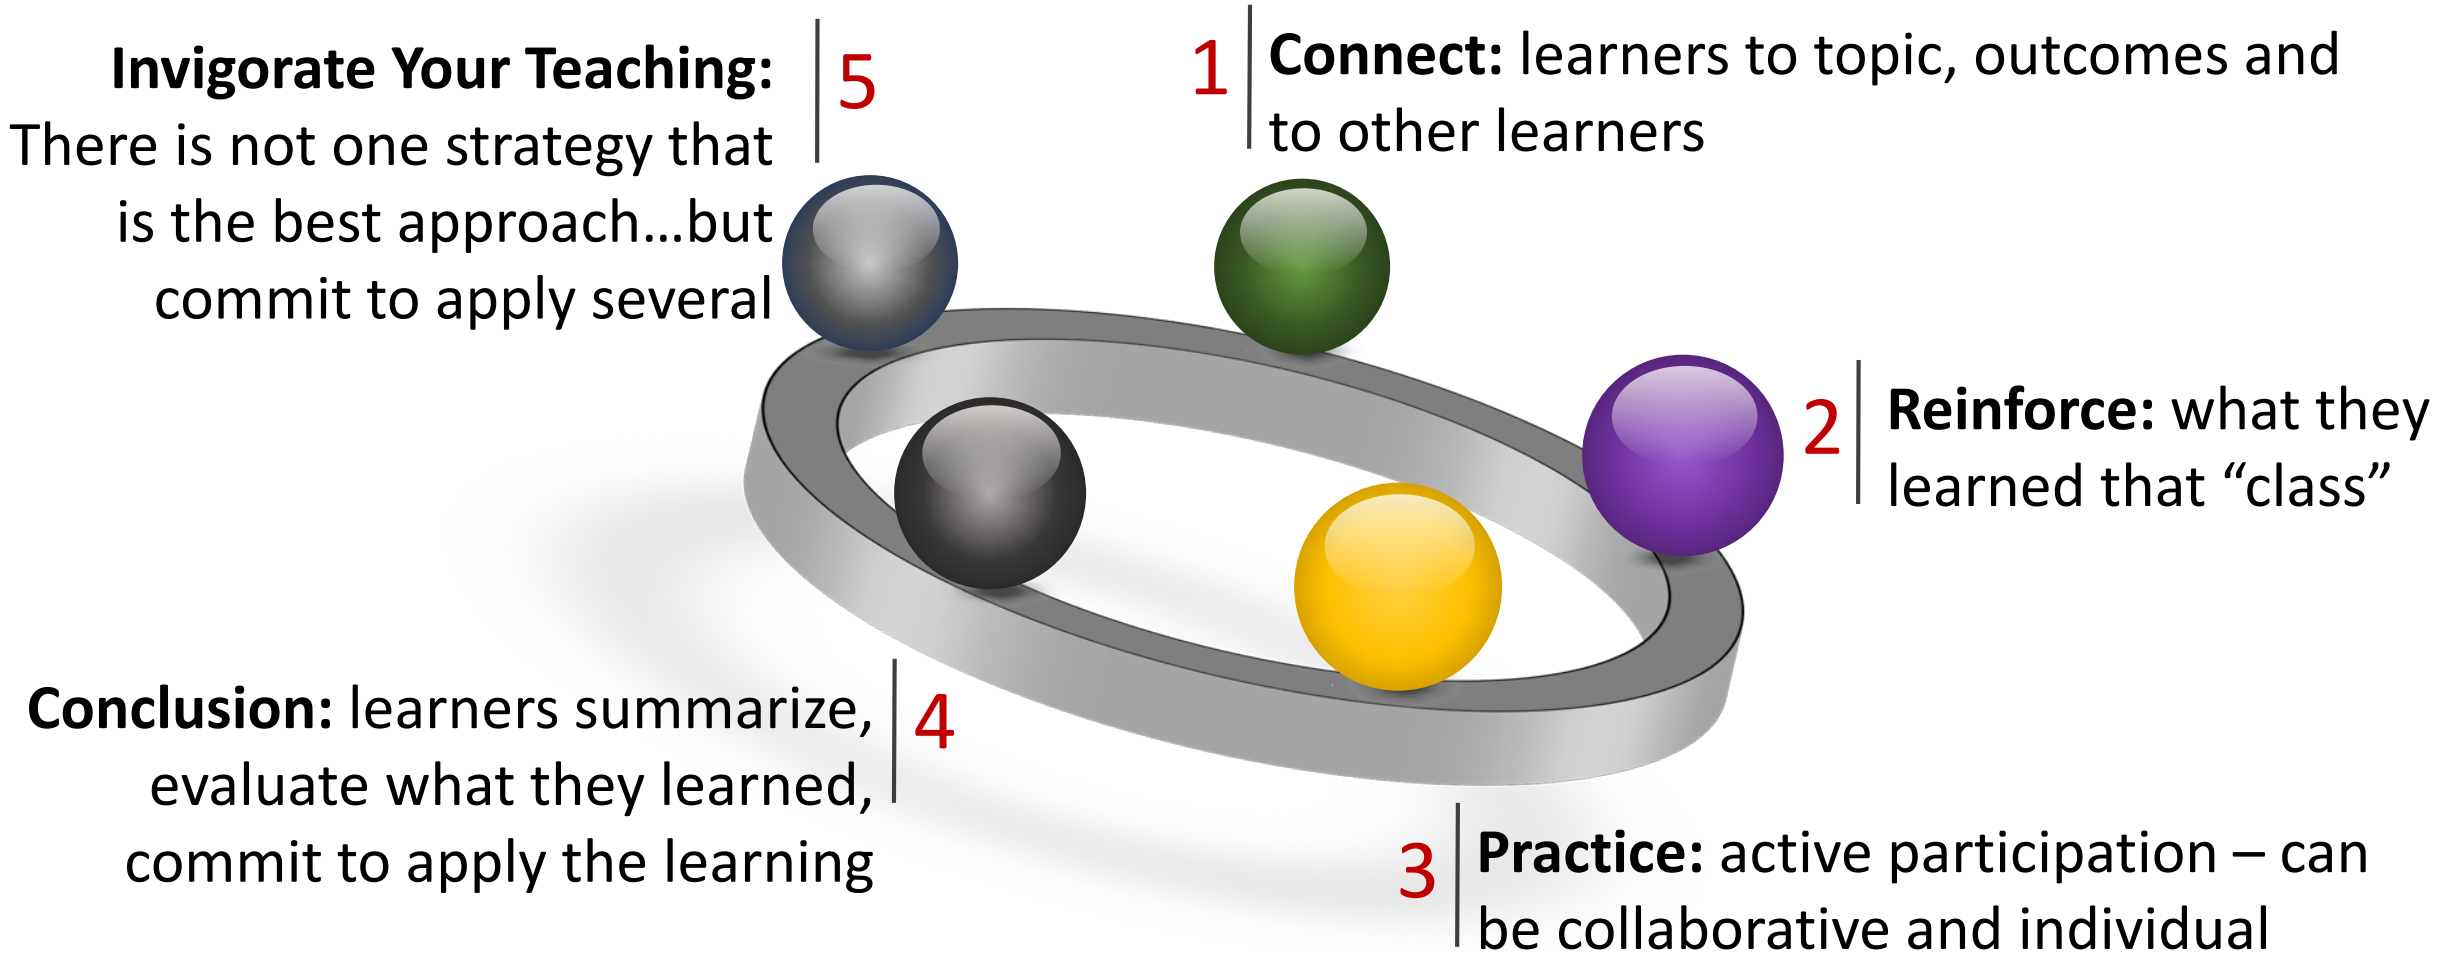 1
Connect: learners to topic, outcomes and
to other learners
2
Reinforce: what they
learned that “class”
3
Practice: active participation – can
be collaborative and individual
4
Conclusion: learners summarize,
evaluate what they learned,
commit to apply the learning
5
Invigorate Your Teaching:
There is not one strategy that
is the best approach...but
commit to apply several